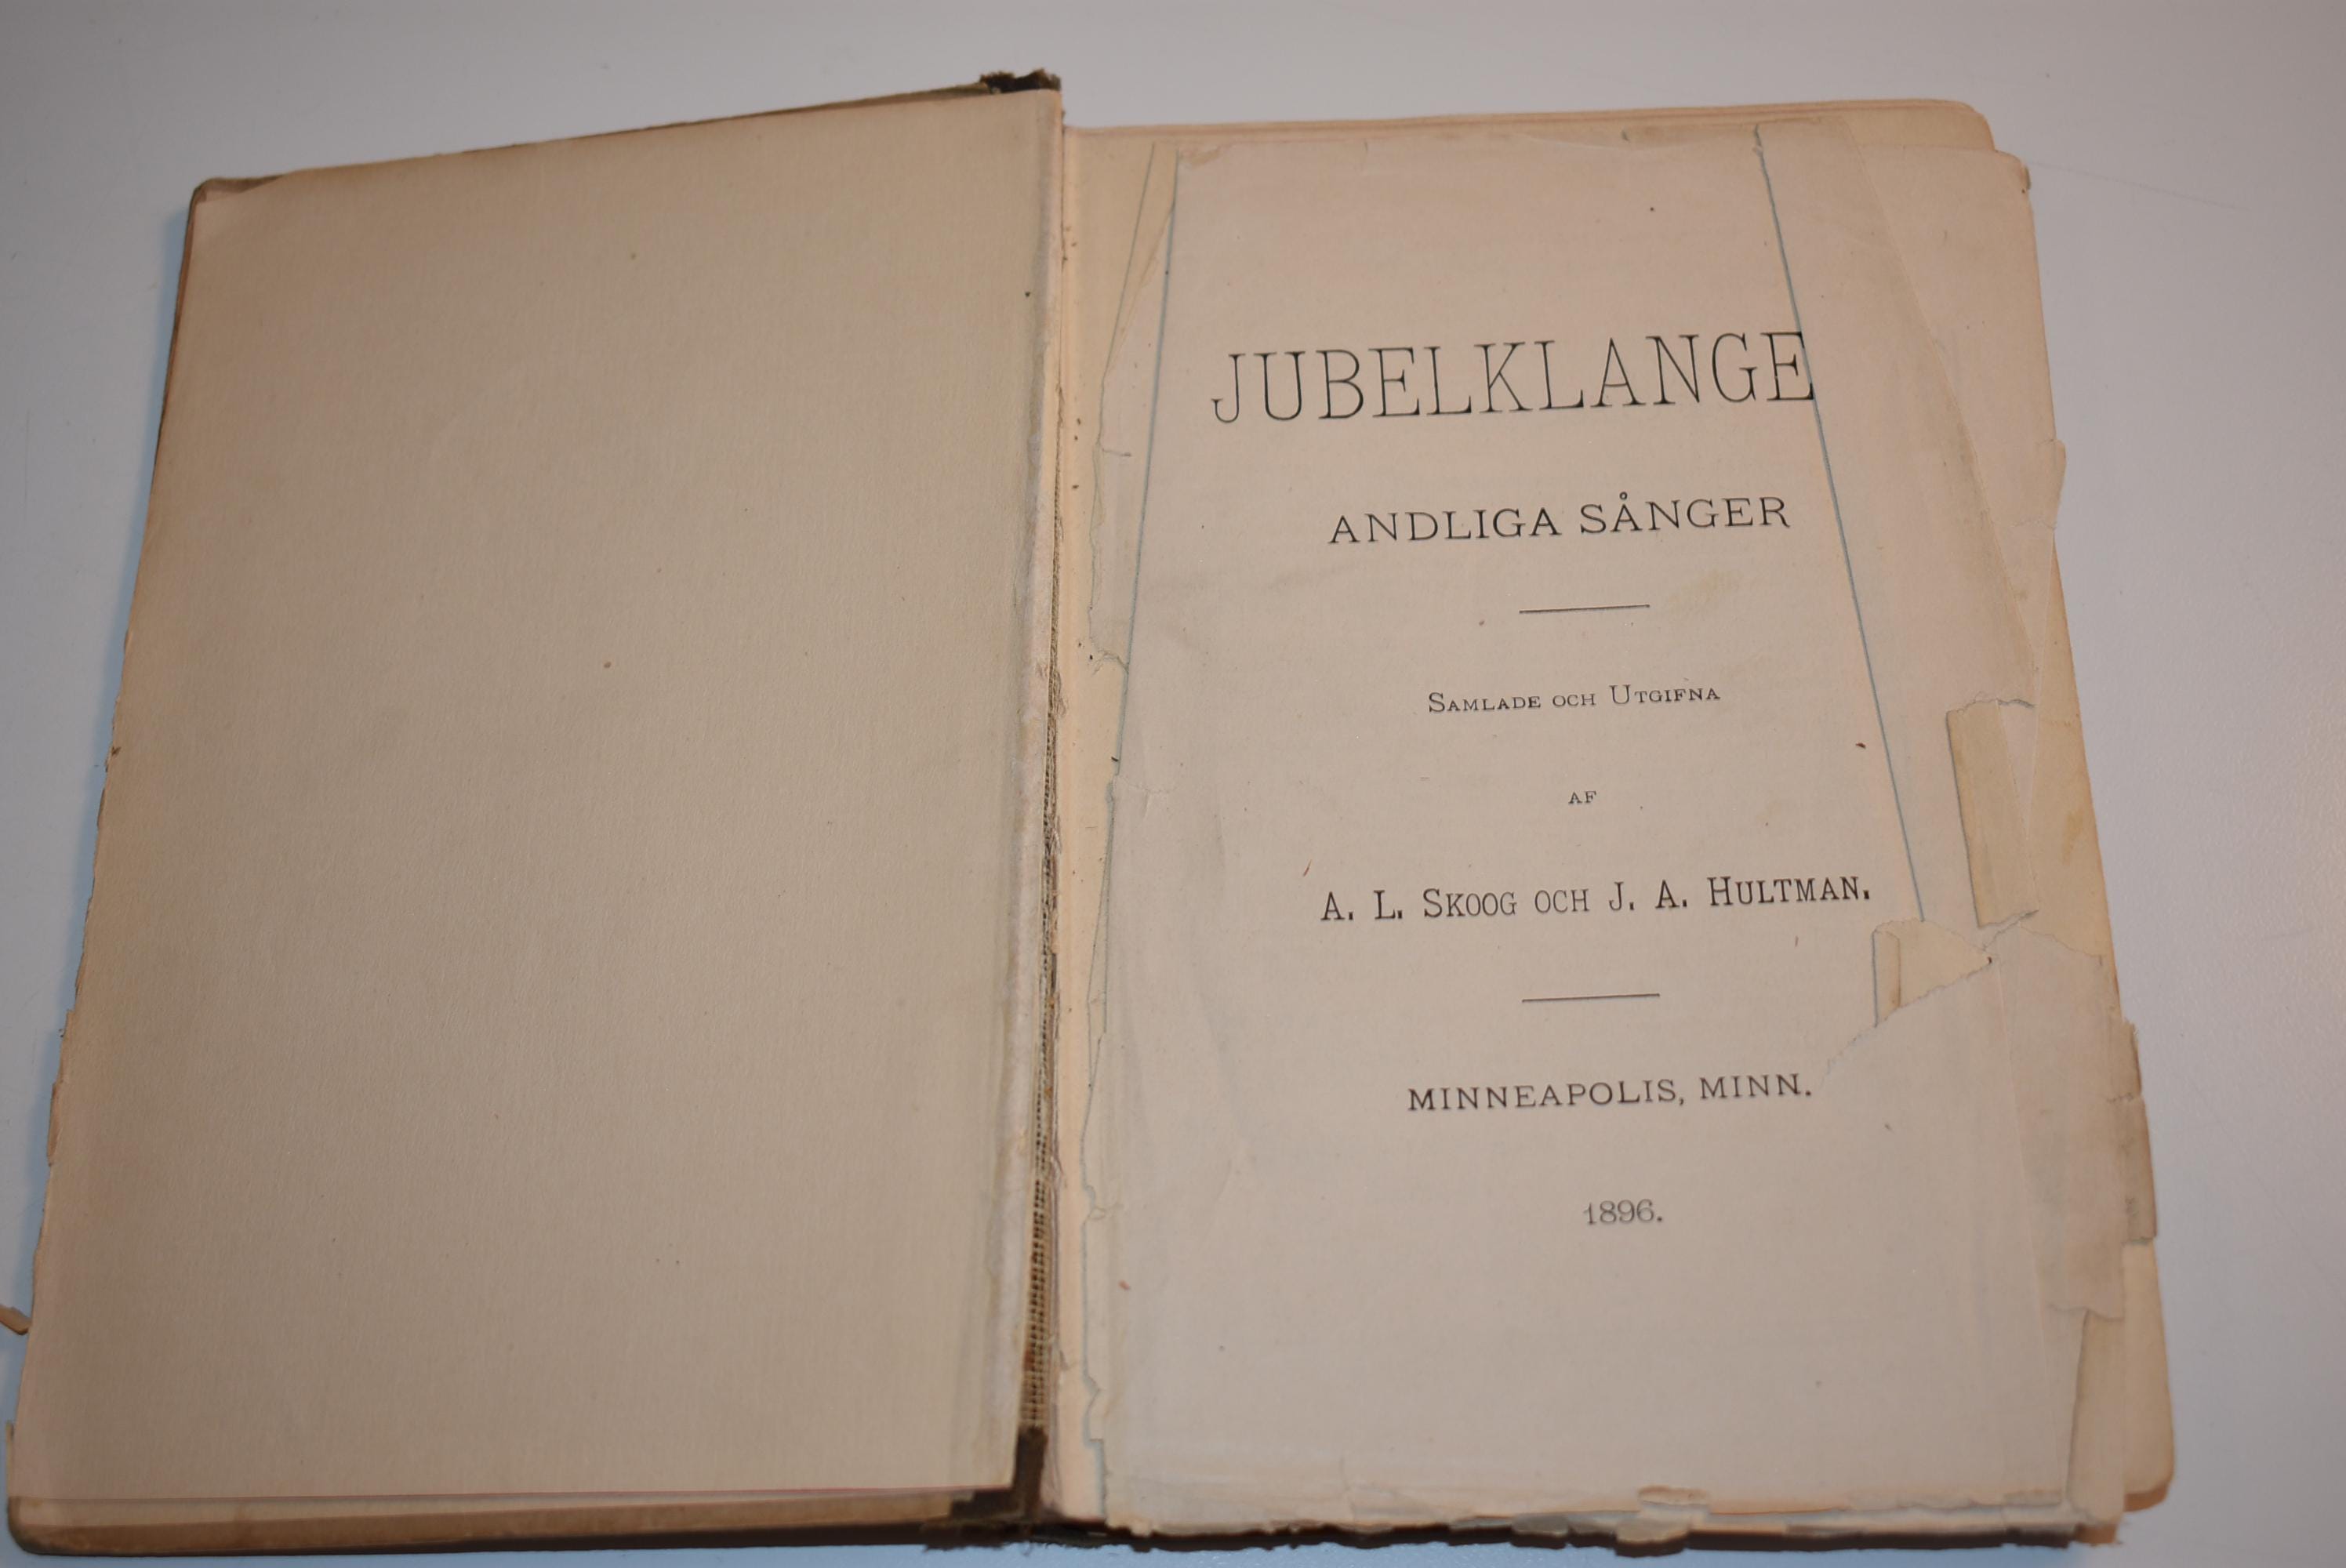 JUBELKLANGE
ANDLIGA SÅNGER
SAMLADE OCH UTGIFNA
AF
A. L. SKOOG OCH J. A. HULTMAN.
MINNEAPOLIS, MINN.
1896.